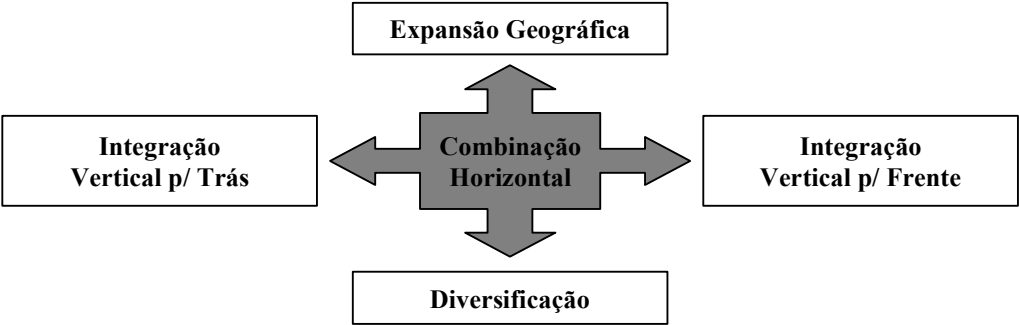 Expansão Geográfica
Integração
Vertical p/ Trás
Combinação
Horizontal
Integração
Vertical p/ Frente
Diversificação